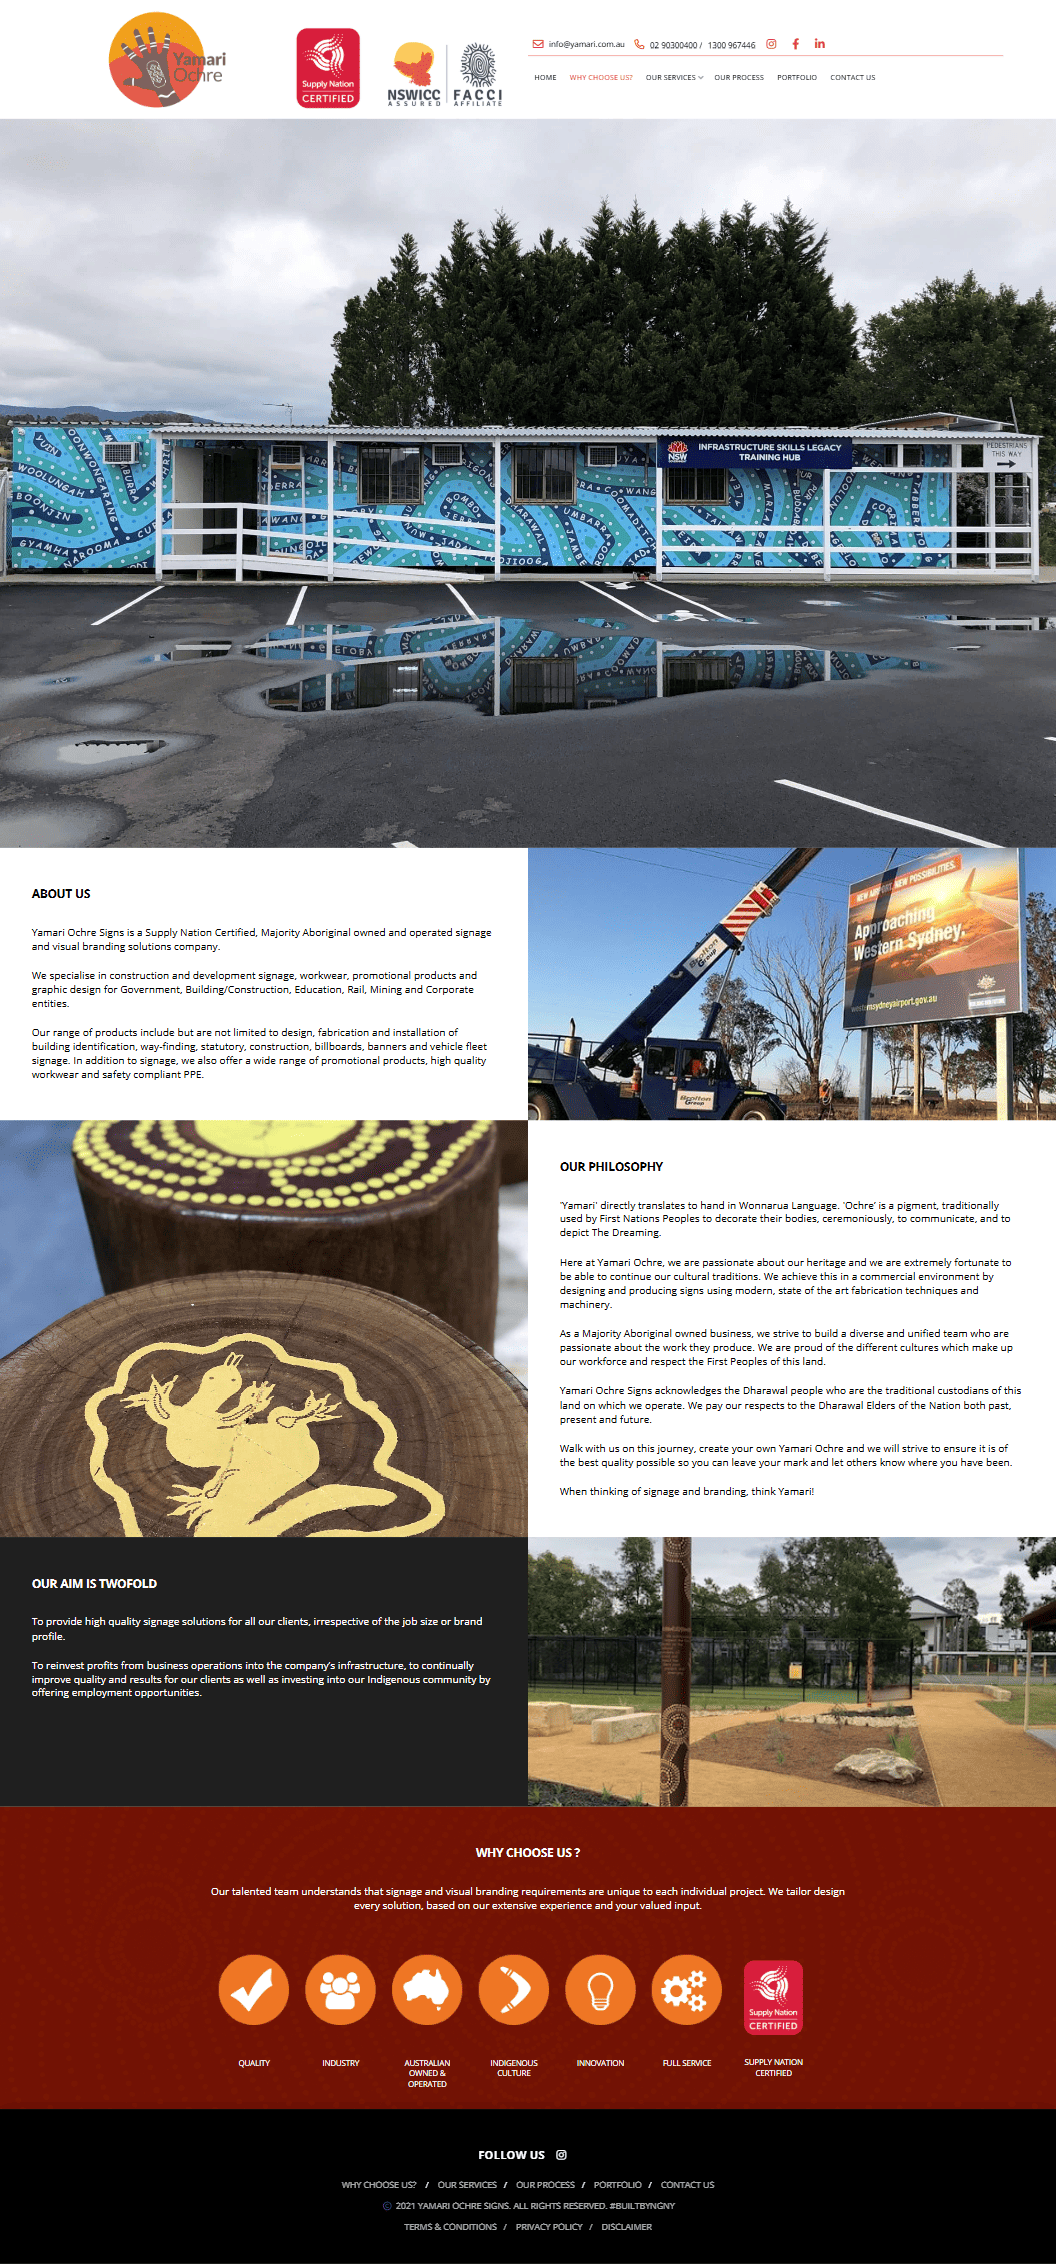 Yamari
Ochre
Supply Nation
CERTIFIED
NSWICC
ASSURED
FACCI
AFFILIATE
info@yamari.com.au
02 90300400 / 1300 967446
HOME
WHY CHOOSE US?
OUR SERVICES
OUR PROCESS
PORTFOLIO
CONTACT US
NSW
INFRASTRUCTURE SKILLS LEGACY
TRAINING HUB
PEDESTRIANS
THIS WAY
YUIN
WOOLUNGAH
BOONTIN
GYAMHA
NAROOMA
BURRA
UMBARRA
ABOUT US
Yamari Ochre Signs is a Supply Nation Certified, Majority Aboriginal owned and operated signage
and visual branding solutions company.
We specialise in construction and development signage, workwear, promotional products and
graphic design for Government, Building/Construction, Education, Rail, Mining and Corporate
entities.
Our range of products include but are not limited to design, fabrication and installation of
building identification, way-finding, statutory, construction, billboards, banners and vehicle fleet
signage. In addition to signage, we also offer a wide range of promotional products, high quality
workwear and safety compliant PPE.
Brolton
Group
Brolton
Group
NEW AIRPORT. NEW POSSIBILITIES.
Approaching
Western Sydney.
westernsydneyairport.gov.au
OUR PHILOSOPHY
'Yamari' directly translates to hand in Wonnarua Language. 'Ochre' is a pigment, traditionally
used by First Nations Peoples to decorate their bodies, ceremoniously, to communicate, and to
depict The Dreaming.
Here at Yamari Ochre, we are passionate about our heritage and we are extremely fortunate to
be able to continue our cultural traditions. We achieve this in a commercial environment by
designing and producing signs using modern, state of the art fabrication techniques and
machinery.
As a Majority Aboriginal owned business, we strive to build a diverse and unified team who are
passionate about the work they produce. We are proud of the different cultures which make up
our workforce and respect the First Peoples of this land.
Yamari Ochre Signs acknowledges the Dharawal people who are the traditional custodians of this
land on which we operate. We pay our respects to the Dharawal Elders of the Nation both past,
present and future.
Walk with us on this journey, create your own Yamari Ochre and we will strive to ensure it is of
the best quality possible so you can leave your mark and let others know where you have been.
When thinking of signage and branding, think Yamari!
OUR AIM IS TWOFOLD
To provide high quality signage solutions for all our clients, irrespective of the job size or brand
profile.
To reinvest profits from business operations into the company's infrastructure, to continually
improve quality and results for our clients as well as investing into our Indigenous community by
offering employment opportunities.
WHY CHOOSE US ?
Our talented team understands that signage and visual branding requirements are unique to each individual project. We tailor design
every solution, based on our extensive experience and your valued input.
Supply Nation
CERTIFIED
QUALITY
INDUSTRY
AUSTRALIAN
OWNED &
OPERATED
INDIGENOUS
CULTURE
INNOVATION
FULL SERVICE
SUPPLY NATION
CERTIFIED
FOLLOW US
WHY CHOOSE US? / OUR SERVICES / OUR PROCESS / PORTFOLIO / CONTACT US
© 2021 YAMARI OCHRE SIGNS. ALL RIGHTS RESERVED. #BUILTBYNGNY
TERMS & CONDITIONS / PRIVACY POLICY / DISCLAIMER